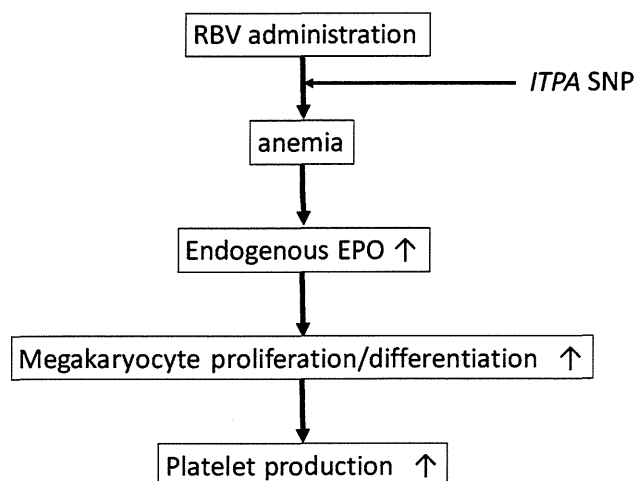 RBV administration
ITPA SNP
anemia
Endogenous EPO ↑
Megakaryocyte proliferation/differentiation ↑
Platelet production ↑